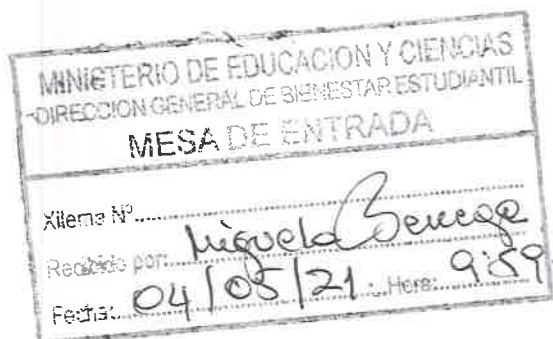 MINISTERIO DE EDUCACION Y CIENCIAS
DIRECCION GENERAL DE BIENESTAR ESTUDIANTIL
MESA DE ENTRADA
Xilema Nº
Recibido por: Miguela
Fecha: 04/05/21 Hora: 9:59